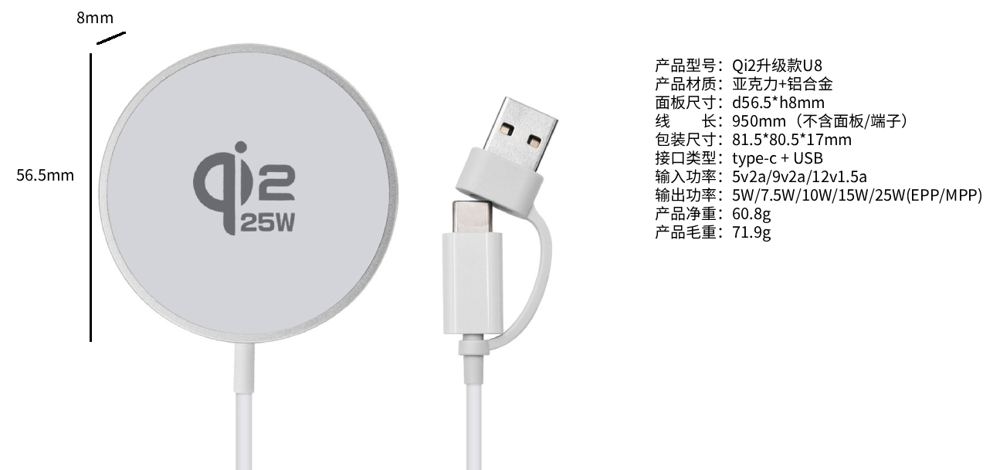 8mm
56.5mm
Qi2
25W
产品型号：Qi2升级款U8
产品材质：亚克力+铝合金
面板尺寸：d56.5*h8mm
线　　长：950mm（不含面板/端子）
包装尺寸：81.5*80.5*17mm
接口类型：type-c + USB
输入功率：5v2a/9v2a/12v1.5a
输出功率：5W/7.5W/10W/15W/25W(EPP/MPP)
产品净重：60.8g
产品毛重：71.9g